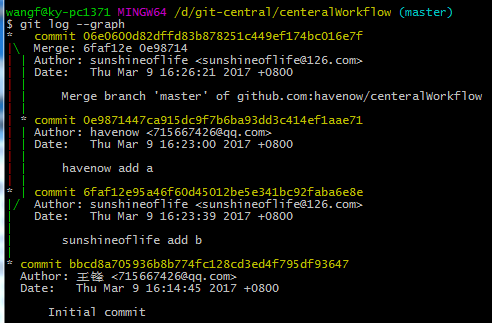 wangf@ky-pc1371 MINGW64 /d/git-central/centeralWorkflow (master)
$ git log --graph
*   commit 06e0600d82dffd83b878251c449ef174bc016e7f
|\  Merge: 6faf12e 0e98714
| | Author: sunshineoflife <sunshineoflife@126.com>
| | Date:   Thu Mar 9 16:26:21 2017 +0800
| |
| |     Merge branch 'master' of github.com:havenow/centeralWorkflow
| |
| * commit 0e9871447ca915dc9f7b6ba93dd3c414ef1aae71
| | Author: havenow <715667426@qq.com>
| | Date:   Thu Mar 9 16:23:00 2017 +0800
| |
| |     havenow add a
| |
* | commit 6faf12e95a46f60d45012be5e341bc92faba6e8e
|/  Author: sunshineoflife <sunshineoflife@126.com>
|   Date:   Thu Mar 9 16:23:39 2017 +0800
|
|       sunshineoflife add b
|
* commit bbcd8a705936b8b774fc128cd3ed4f795df93647
  Author: 王锋 <715667426@qq.com>
  Date:   Thu Mar 9 16:14:45 2017 +0800
      Initial commit